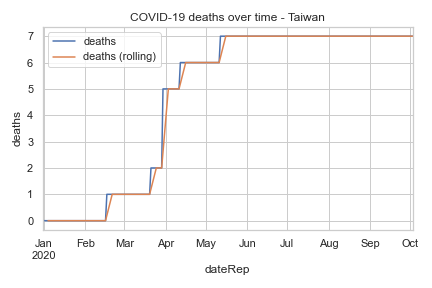 COVID-19 deaths over time - Taiwan
deaths
deaths (rolling)
7
6
5
4
3
2
1
0
deaths
Jan Feb Mar Apr May Jun Jul Aug Sep Oct
2020
dateRep